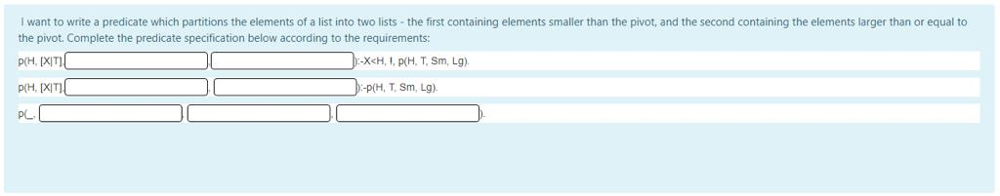 I want to write a predicate which partitions the elements of a list into two lists - the first containing elements smaller than the pivot, and the second containing the elements larger than or equal to
the pivot. Complete the predicate specification below according to the requirements:
p(H, [X|T], , ):-X<H, !, p(H, T, Sm, Lg).
p(H, [X|T], , ):-p(H, T, Sm, Lg).
p(_, , , ).